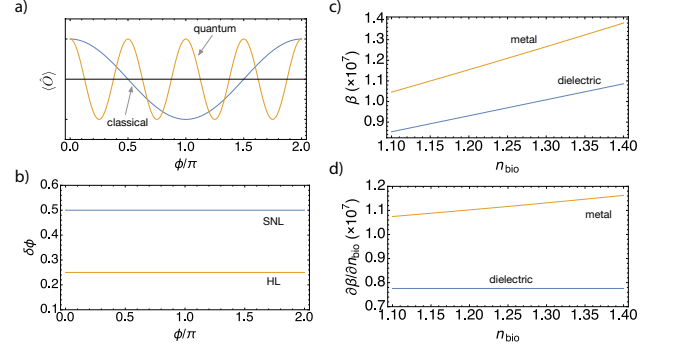 a)
quantum
classical
⟨Ô⟩
0.0 0.5 1.0 1.5 2.0
ϕ/π
b)
0.6
0.5
0.4
0.3
0.2
0.1
δϕ
SNL
HL
0.0 0.5 1.0 1.5 2.0
ϕ/π
c)
1.4
1.3
1.2
1.1
1.0
0.9
β (×10⁷)
metal
dielectric
1.10 1.15 1.20 1.25 1.30 1.35 1.40
n_bio
d)
1.2
1.1
1.0
0.9
0.8
0.7
∂β/∂n_bio (×10⁷)
metal
dielectric
1.10 1.15 1.20 1.25 1.30 1.35 1.40
n_bio